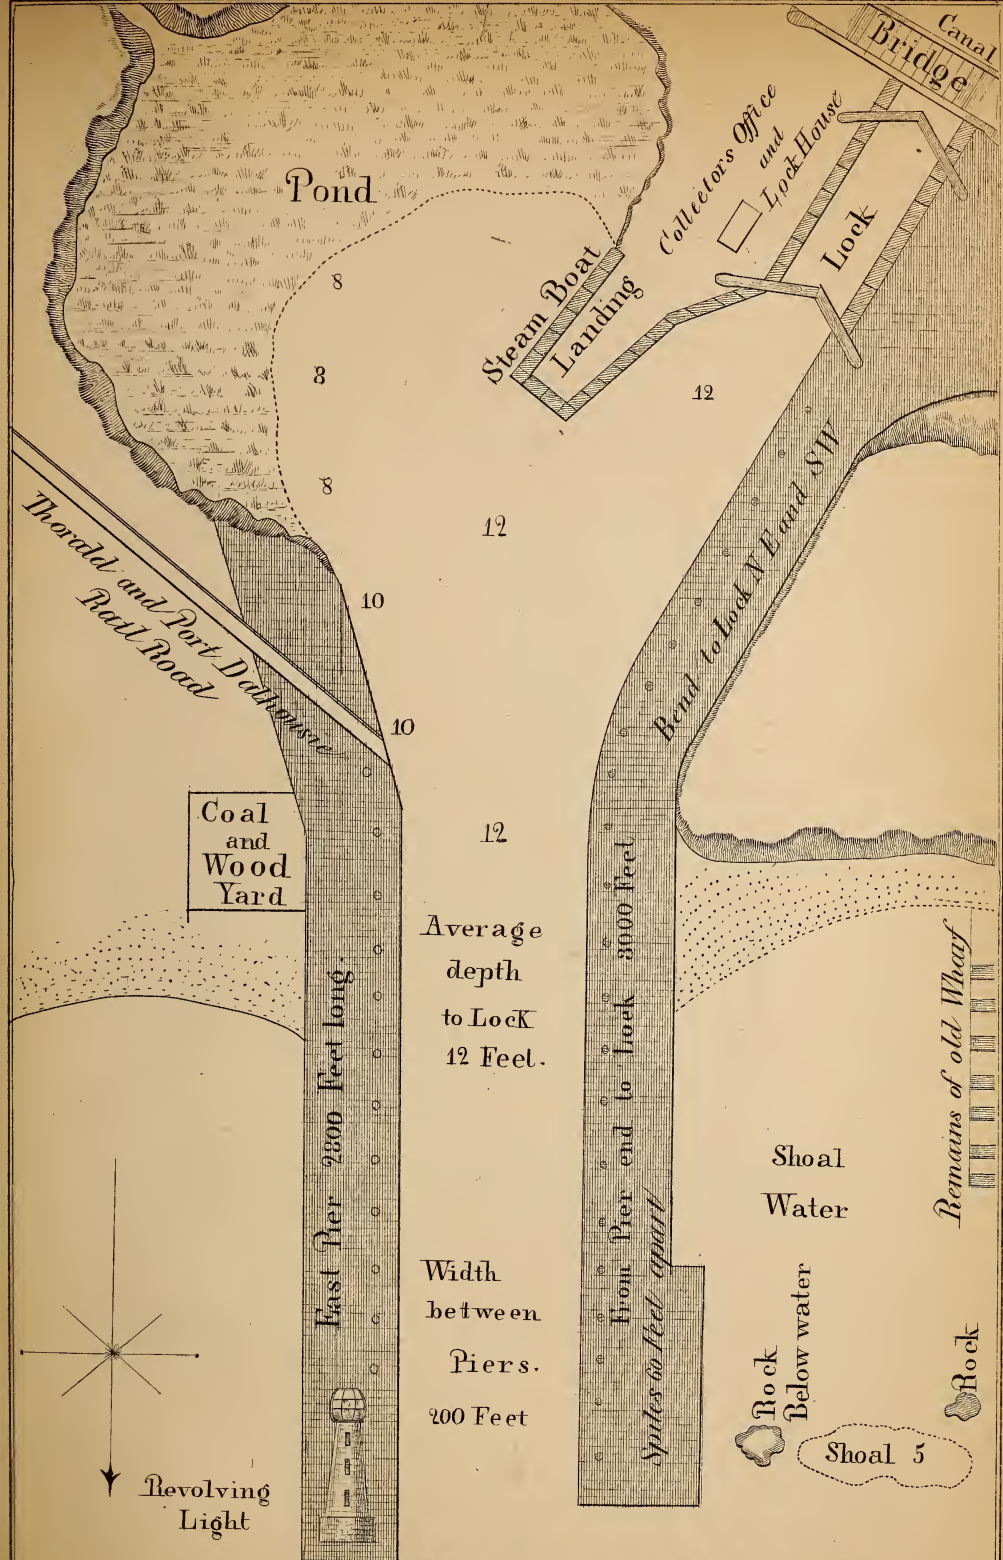 Canal
Bridge
Collectors Office
and
Lock House
Lock
Pond
Steam Boat
Landing
8
8
8
12
12
10
10
12
Thorald and Port Dalhousie
Rail Road
Bend to Lock N E and S W
Coal
and
Wood
Yard
Average
depth
to Lock
12 Feet.
East Pier 2800 Feet long.
From Pier end to Lock 3000 Feet
Spiles 60 Feet apart
Remains of old Wharf
Shoal
Water
Width
between
Piers.
200 Feet
Rock
Below water
Rock
Shoal 5
Revolving
Light